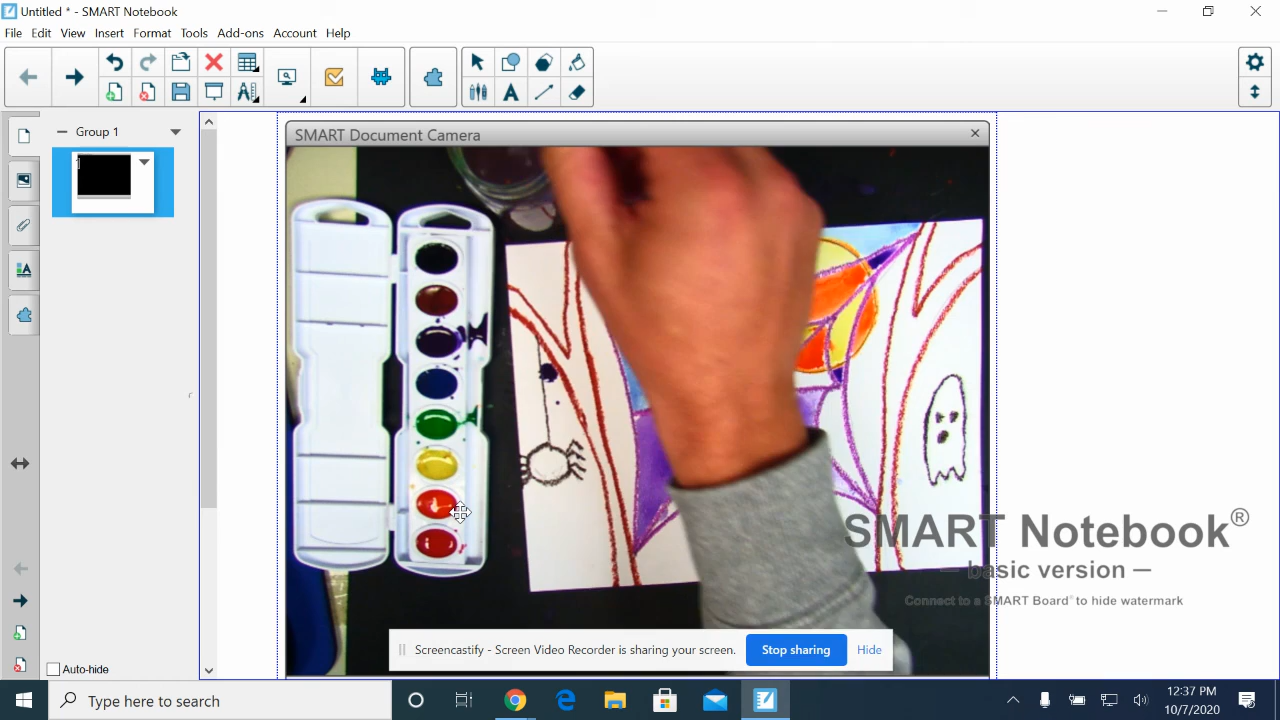 Untitled * - SMART Notebook
File Edit View Insert Format Tools Add-ons Account Help
Group 1
SMART Document Camera
SMART Notebook®
— basic version —
Connect to a SMART Board® to hide watermark
Screencastify - Screen Video Recorder is sharing your screen. Stop sharing Hide
Auto-hide
Type here to search
12:37 PM
10/7/2020